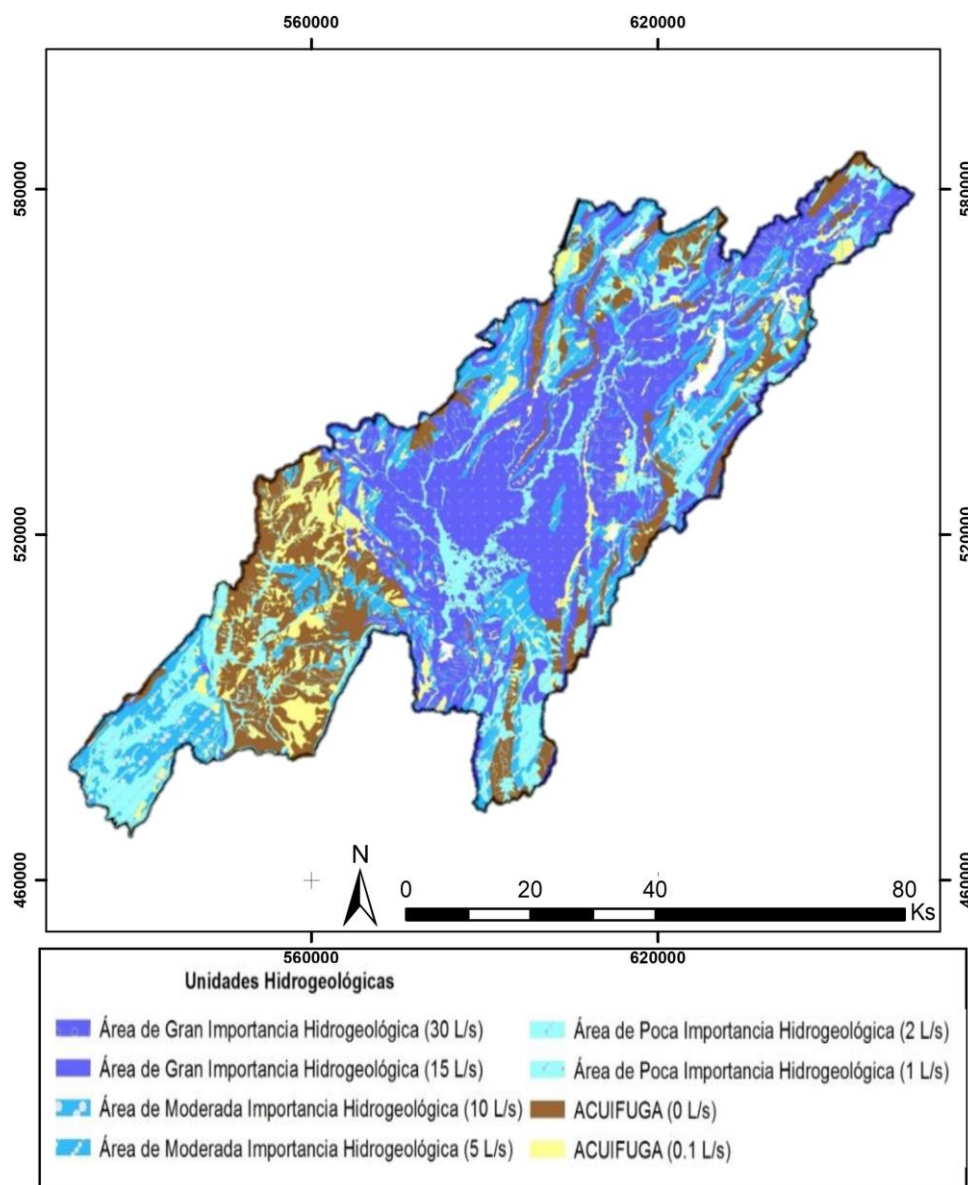 560000 620000
580000 580000
520000 520000
460000 460000
N
0 20 40 80
Ks
560000 620000
Unidades Hidrogeológicas
Área de Gran Importancia Hidrogeológica (30 L/s)
Área de Gran Importancia Hidrogeológica (15 L/s)
Área de Moderada Importancia Hidrogeológica (10 L/s)
Área de Moderada Importancia Hidrogeológica (5 L/s)
Área de Poca Importancia Hidrogeológica (2 L/s)
Área de Poca Importancia Hidrogeológica (1 L/s)
ACUIFUGA (0 L/s)
ACUIFUGA (0.1 L/s)